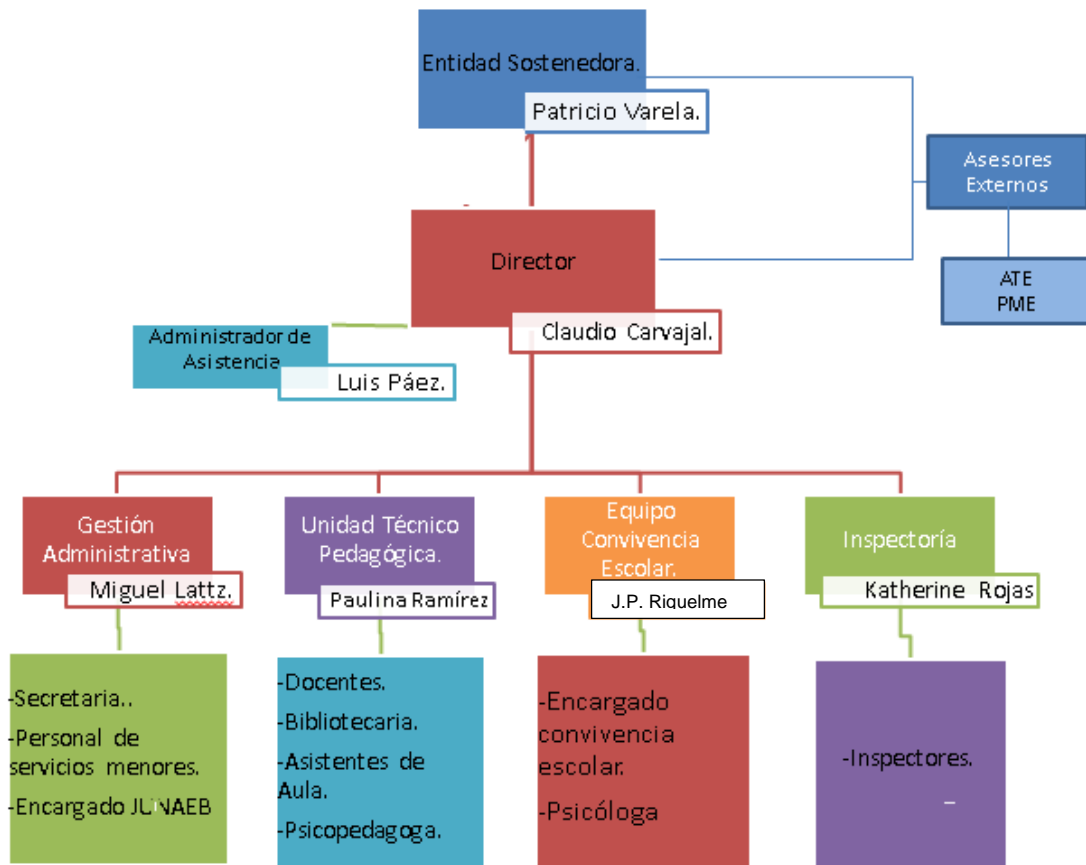 Entidad Sostenedora.
Patricio Varela.
Asesores
Externos
ATE
PME
Director
Claudio Carvajal.
Administrador de
Asistencia
Luis Páez.
Gestión
Administrativa
Miguel Lattz.
Unidad Técnico
Pedagógica.
Paulina Ramírez
Equipo
Convivencia
Escolar.
J.P. Riquelme
Inspectoría
Katherine Rojas
-Secretaria..
-Personal de
servicios menores.
-Encargado JUNAEB
-Docentes.
-Bibliotecaria.
-Asistentes de
Aula.
-Psicopedagoga.
-Encargado
convivencia
escolar.
-Psicóloga
-Inspectores.